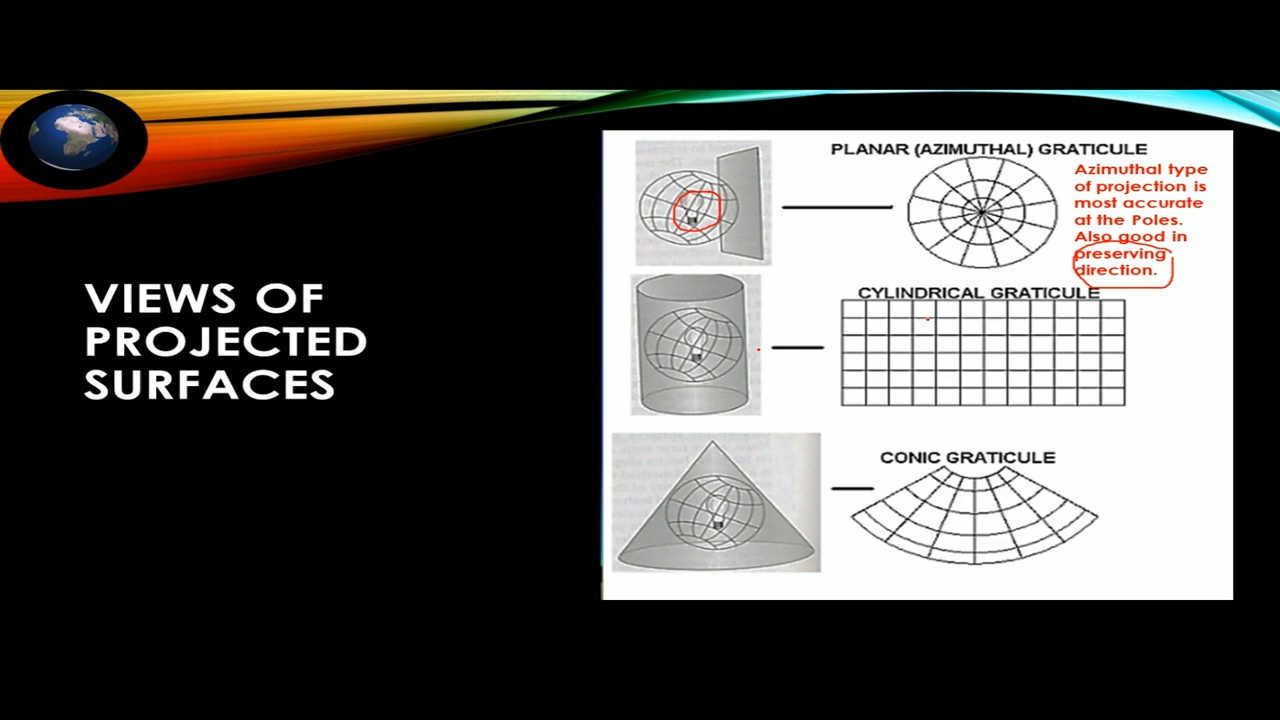 VIEWS OF
PROJECTED
SURFACES
PLANAR (AZIMUTHAL) GRATICULE
Azimuthal type
of projection is
most accurate
at the Poles.
Also good in
preserving
direction.
CYLINDRICAL GRATICULE
CONIC GRATICULE